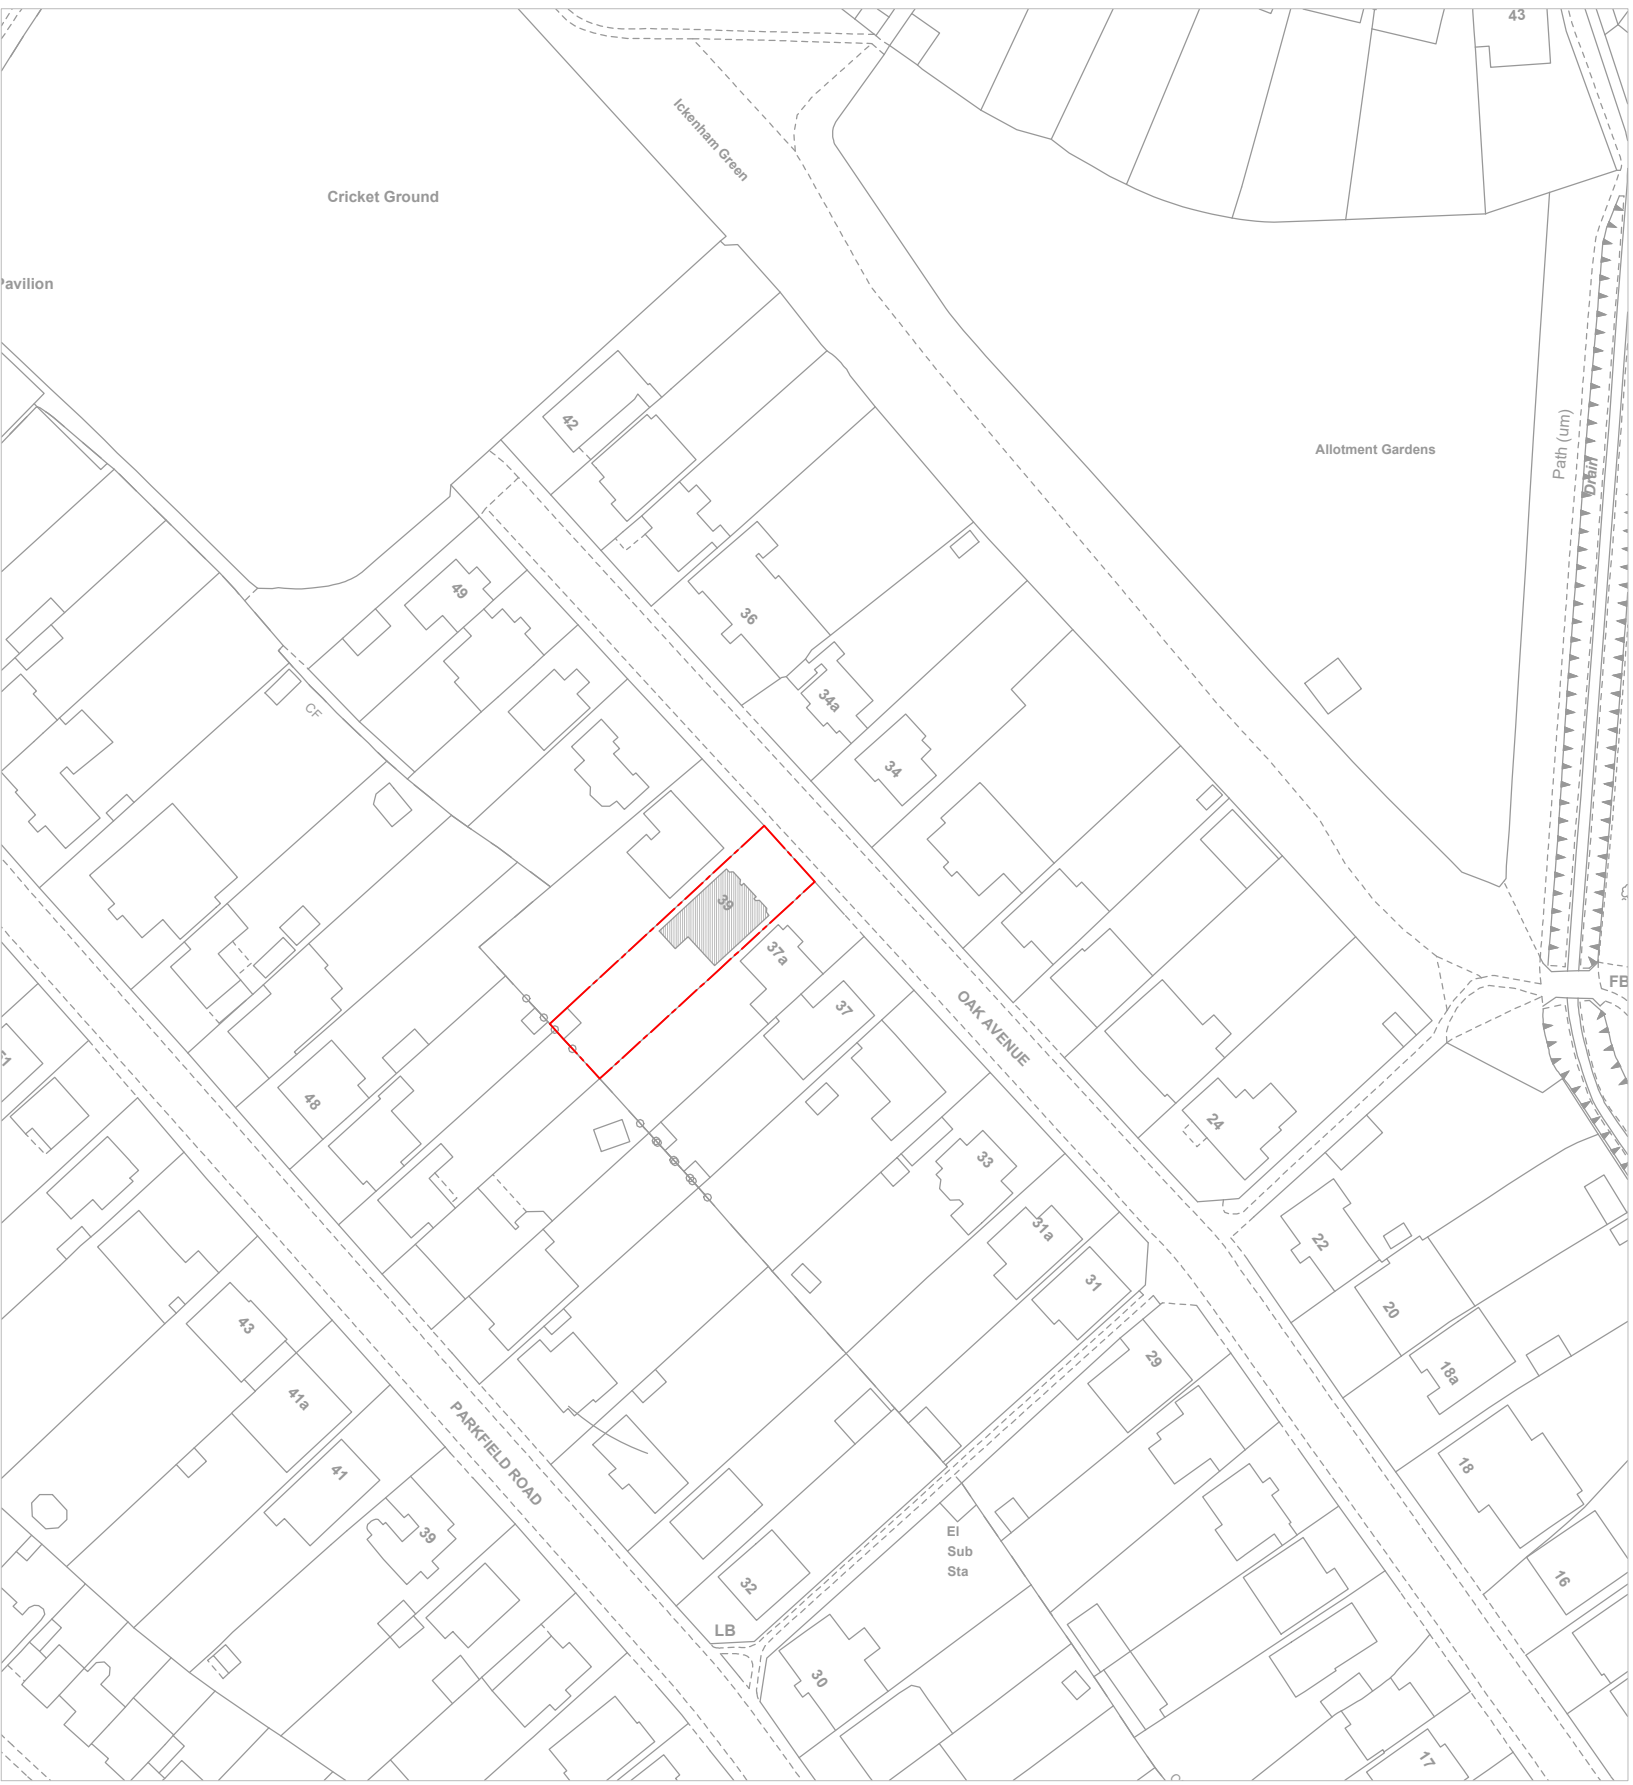 43
Ickenham Green
Cricket Ground
Pavilion
42
Allotment Gardens
Path (um)
Drain
49
36
34a
CF
34
39
37a
37
FB
OAK AVENUE
48
24
33
31a
22
31
20
43
29
18a
41a
PARKFIELD ROAD
41
18
39
El
Sub
Sta
32
16
LB
30
17